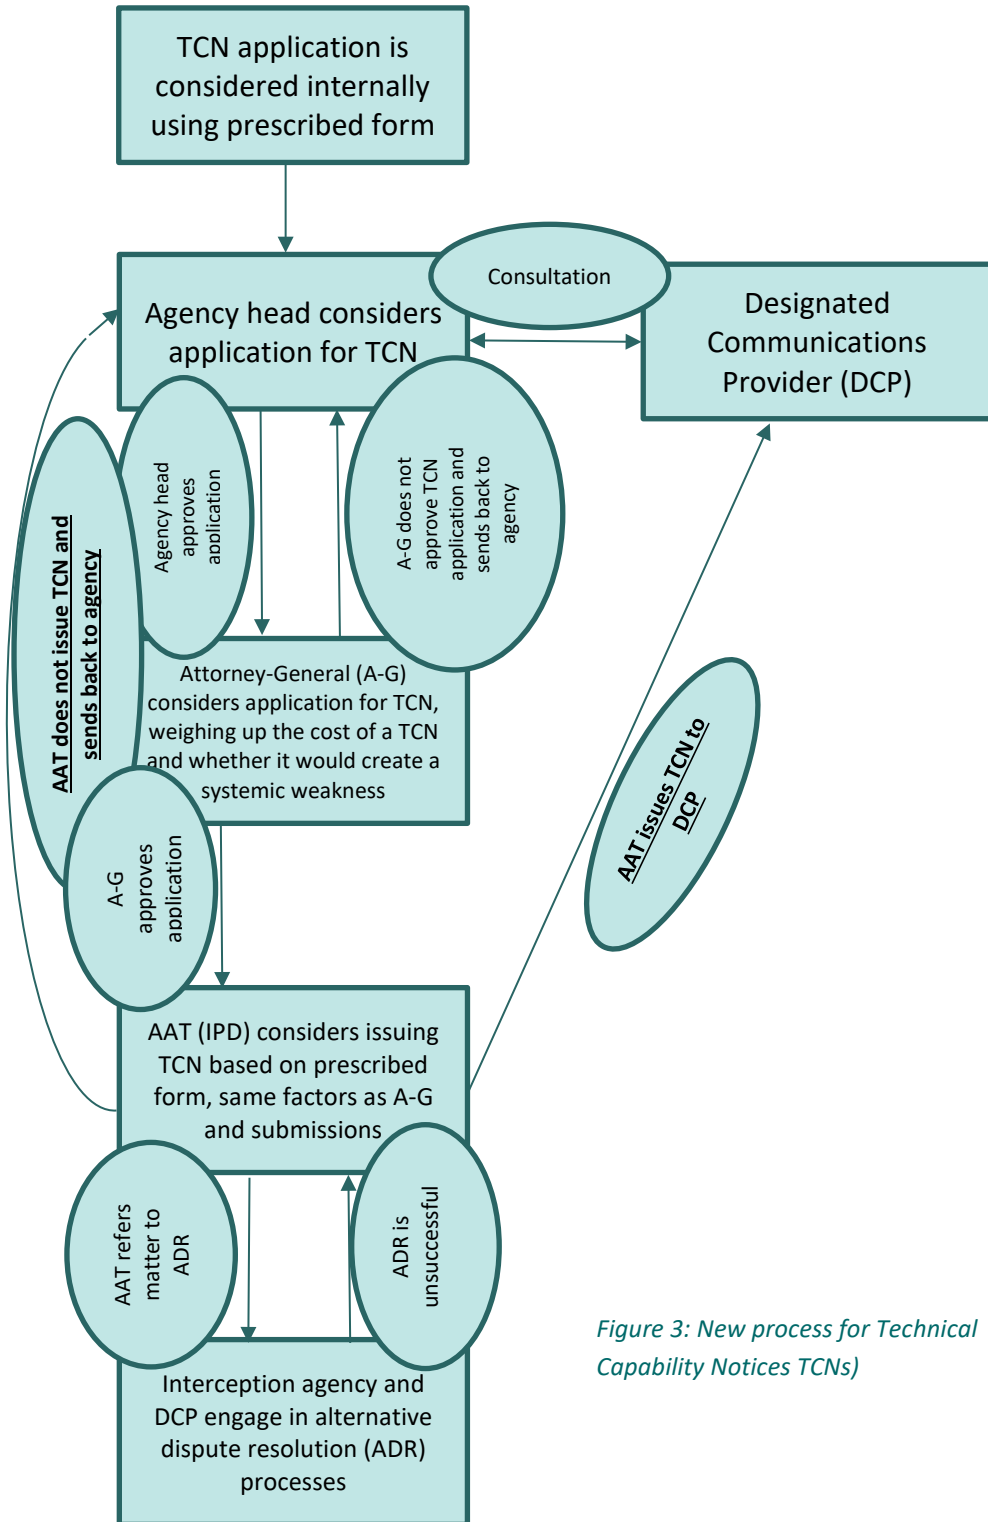 TCN application is
considered internally
using prescribed form
Consultation
Agency head considers
application for TCN
Designated
Communications
Provider (DCP)
Agency head
approves
application
A-G does not
approve TCN
application and
sends back to
agency
AAT does not issue TCN and
sends back to agency
Attorney-General (A-G)
considers application for TCN,
weighing up the cost of a TCN
and whether it would create a
systemic weakness
AAT issues TCN to
DCP
A-G
approves
application
AAT (IPD) considers issuing
TCN based on prescribed
form, same factors as A-G
and submissions
AAT refers
matter to
ADR
ADR is
unsuccessful
Interception agency and
DCP engage in alternative
dispute resolution (ADR)
processes
Figure 3: New process for Technical
Capability Notices TCNs)